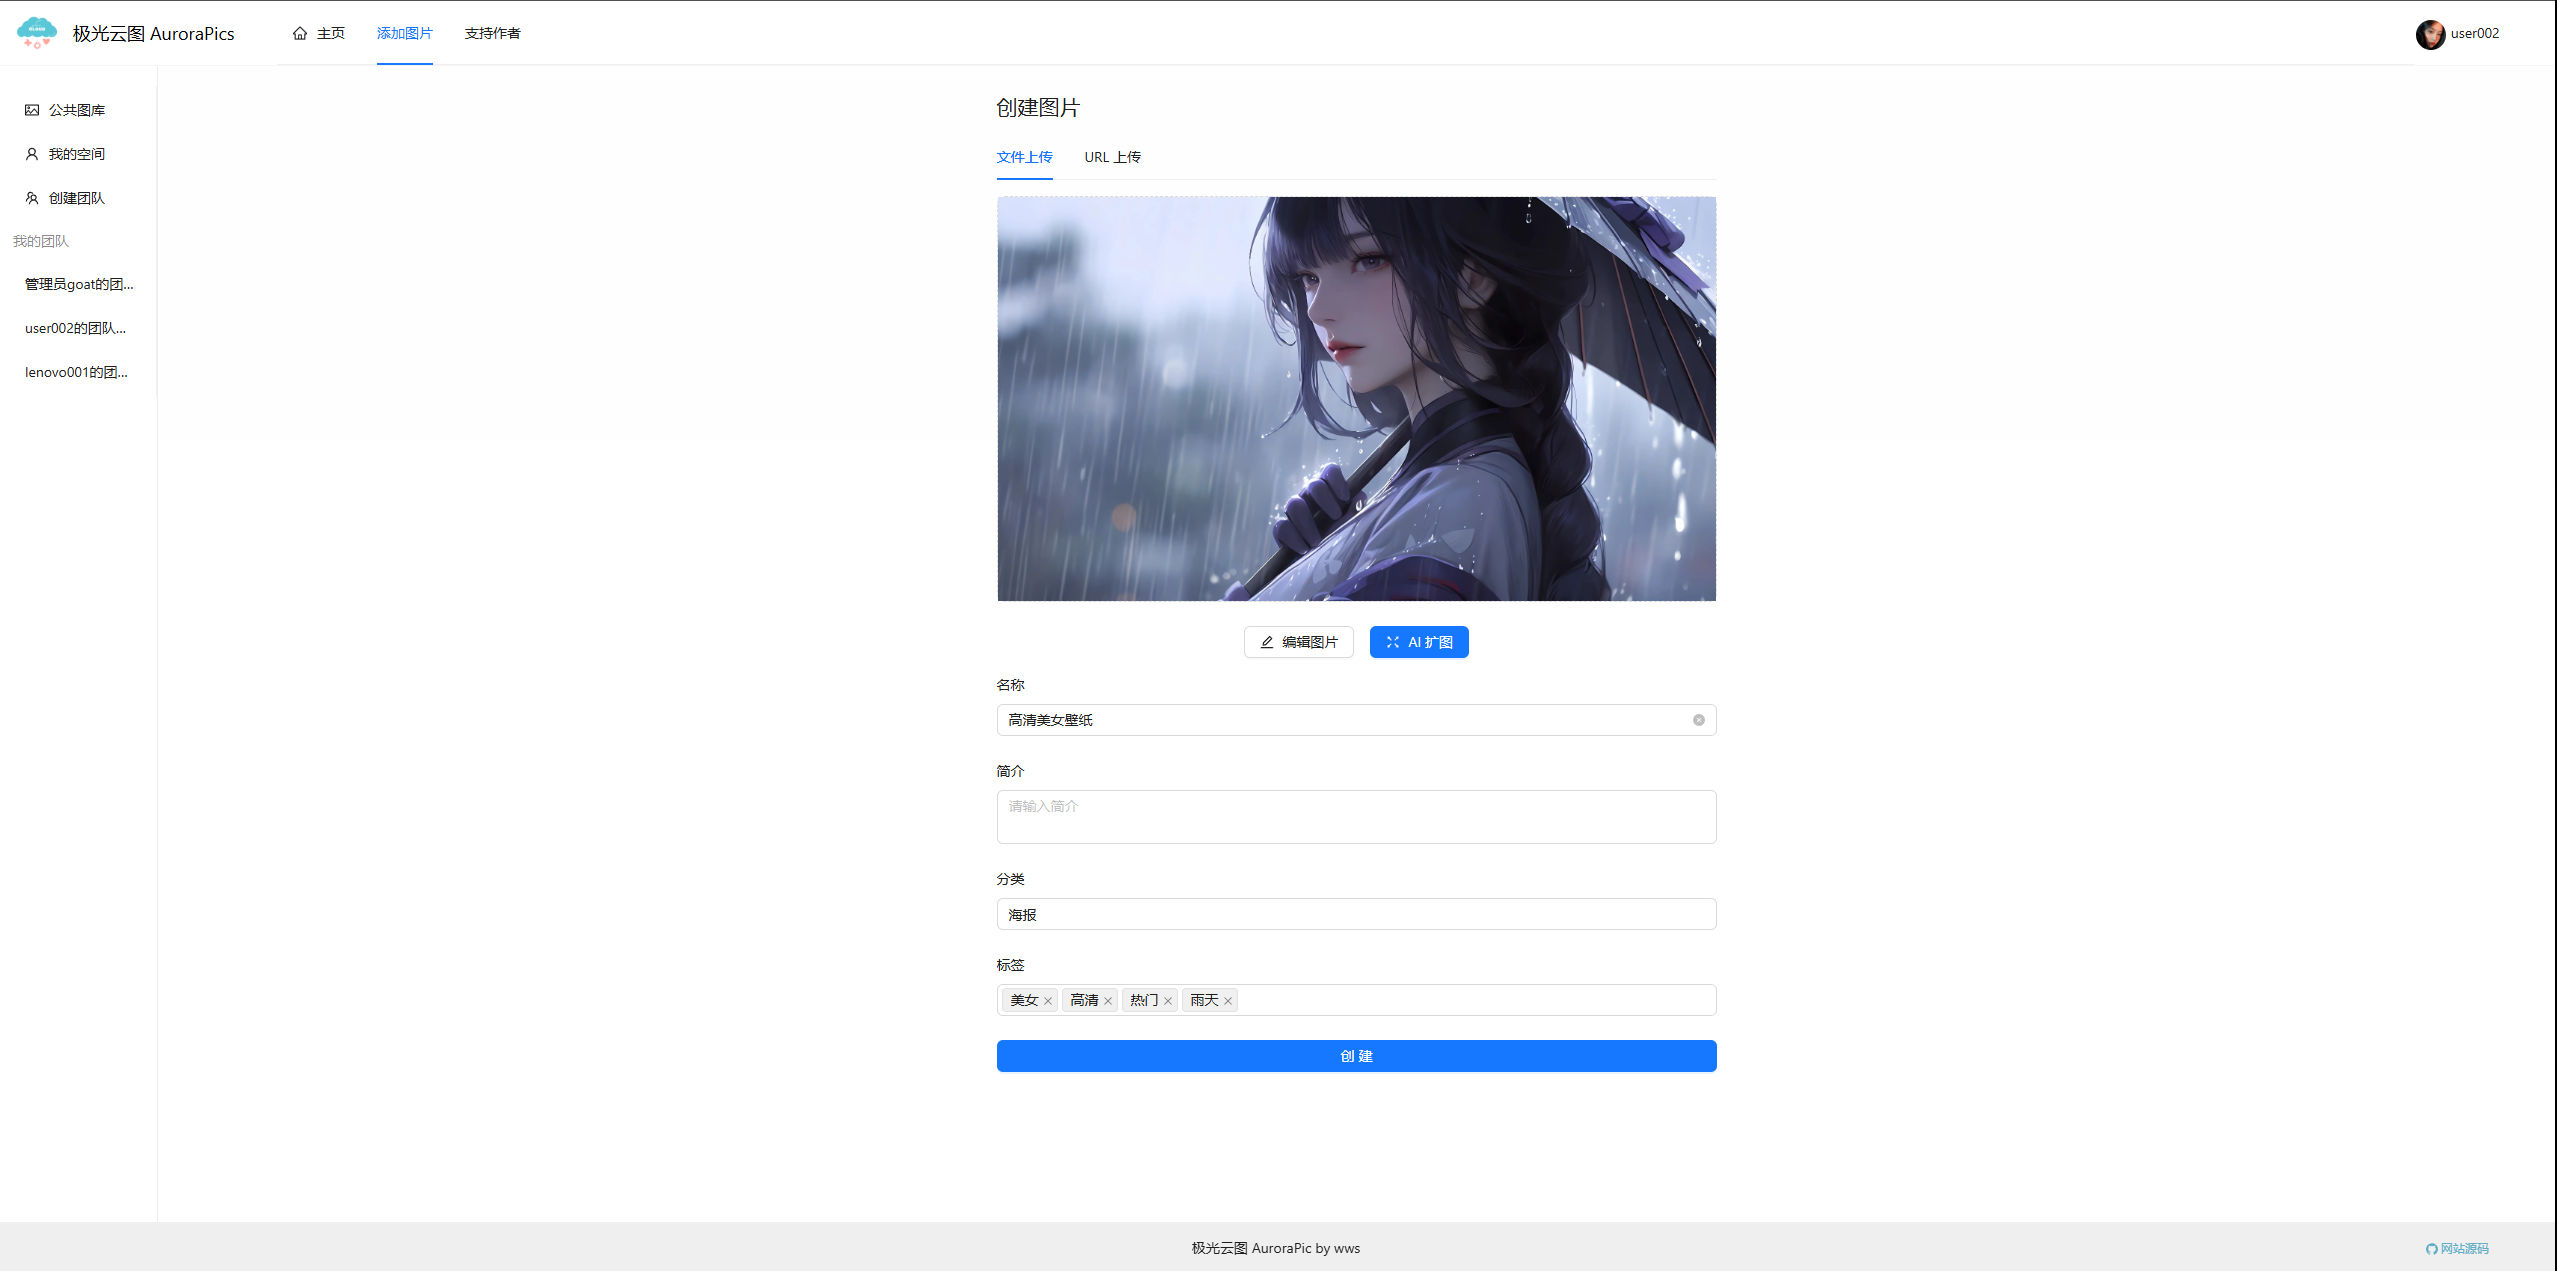 极光云图 AuroraPics
主页
添加图片
支持作者
user002
公共图库
我的空间
创建团队
我的团队
管理员goat的团...
user002的团队...
lenovo001的团...
创建图片
文件上传
URL 上传
编辑图片
AI 扩图
名称
高清美女壁纸
简介
请输入简介
分类
海报
标签
美女
高清
热门
雨天
创 建
极光云图 AuroraPic by wws
网站源码